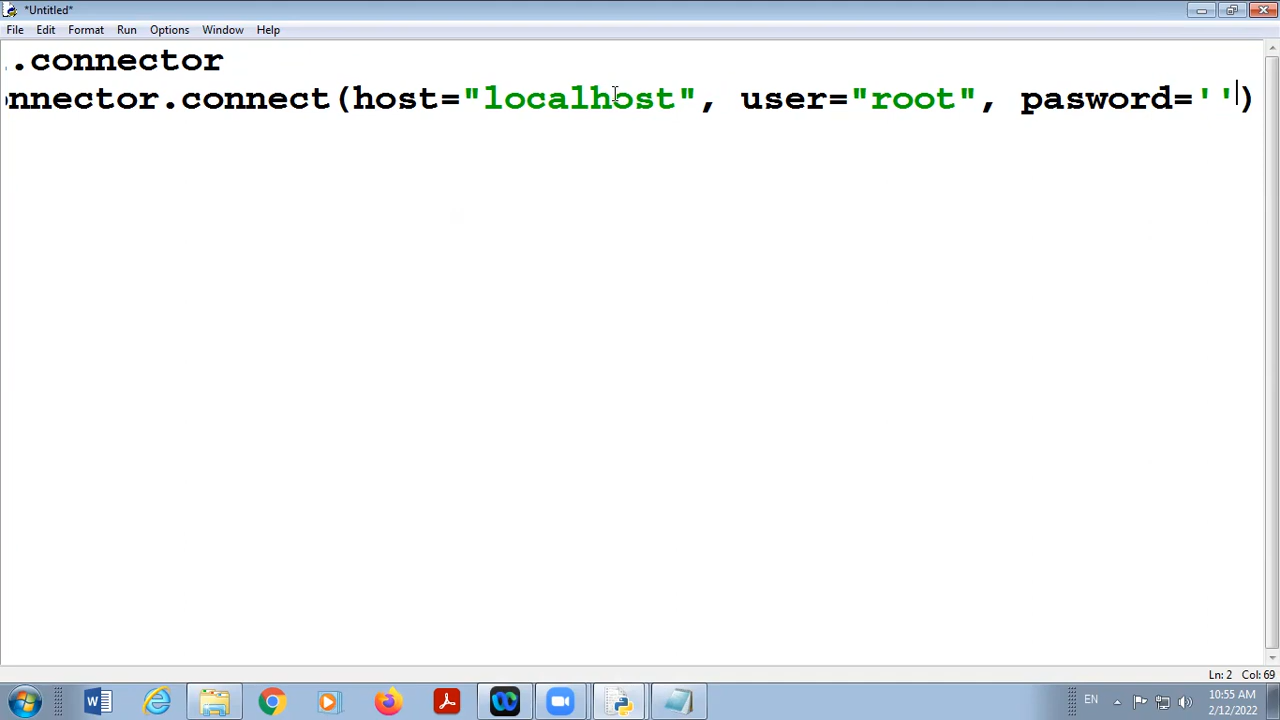 *Untitled*
File Edit Format Run Options Window Help
.connector
onnector.connect(host="localhost", user="root", pasword='')
Ln: 2 Col: 69
EN
10:55 AM
2/12/2022